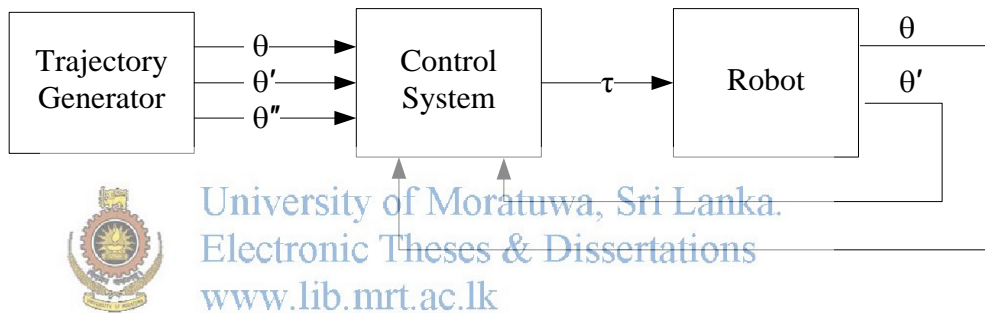 Trajectory
Generator
θ
θ′
θ″
Control
System
τ
Robot
θ
θ′
University of Moratuwa, Sri Lanka.
Electronic Theses & Dissertations
www.lib.mrt.ac.lk